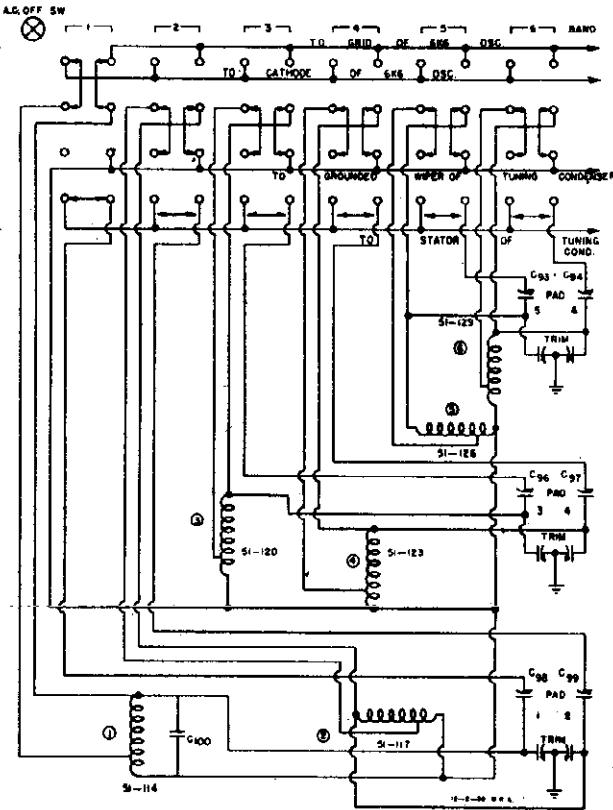 A.C. OFF SW
1 2 3 4 5 6 BAND
TO GRID OF 6K6 OSC.
TO CATHODE OF 6K6 OSC.
TO GROUNDED WIPER OF TUNING CONDENSER
TO STATOR OF TUNING
COND.
C93 C94
PAD
5 6
51-129
TRIM
6
5
51-126
C96 C97
PAD
3 4
TRIM
3
51-120
4
51-123
C98 C99
PAD
1 2
TRIM
1
C100
2
51-117
51-114